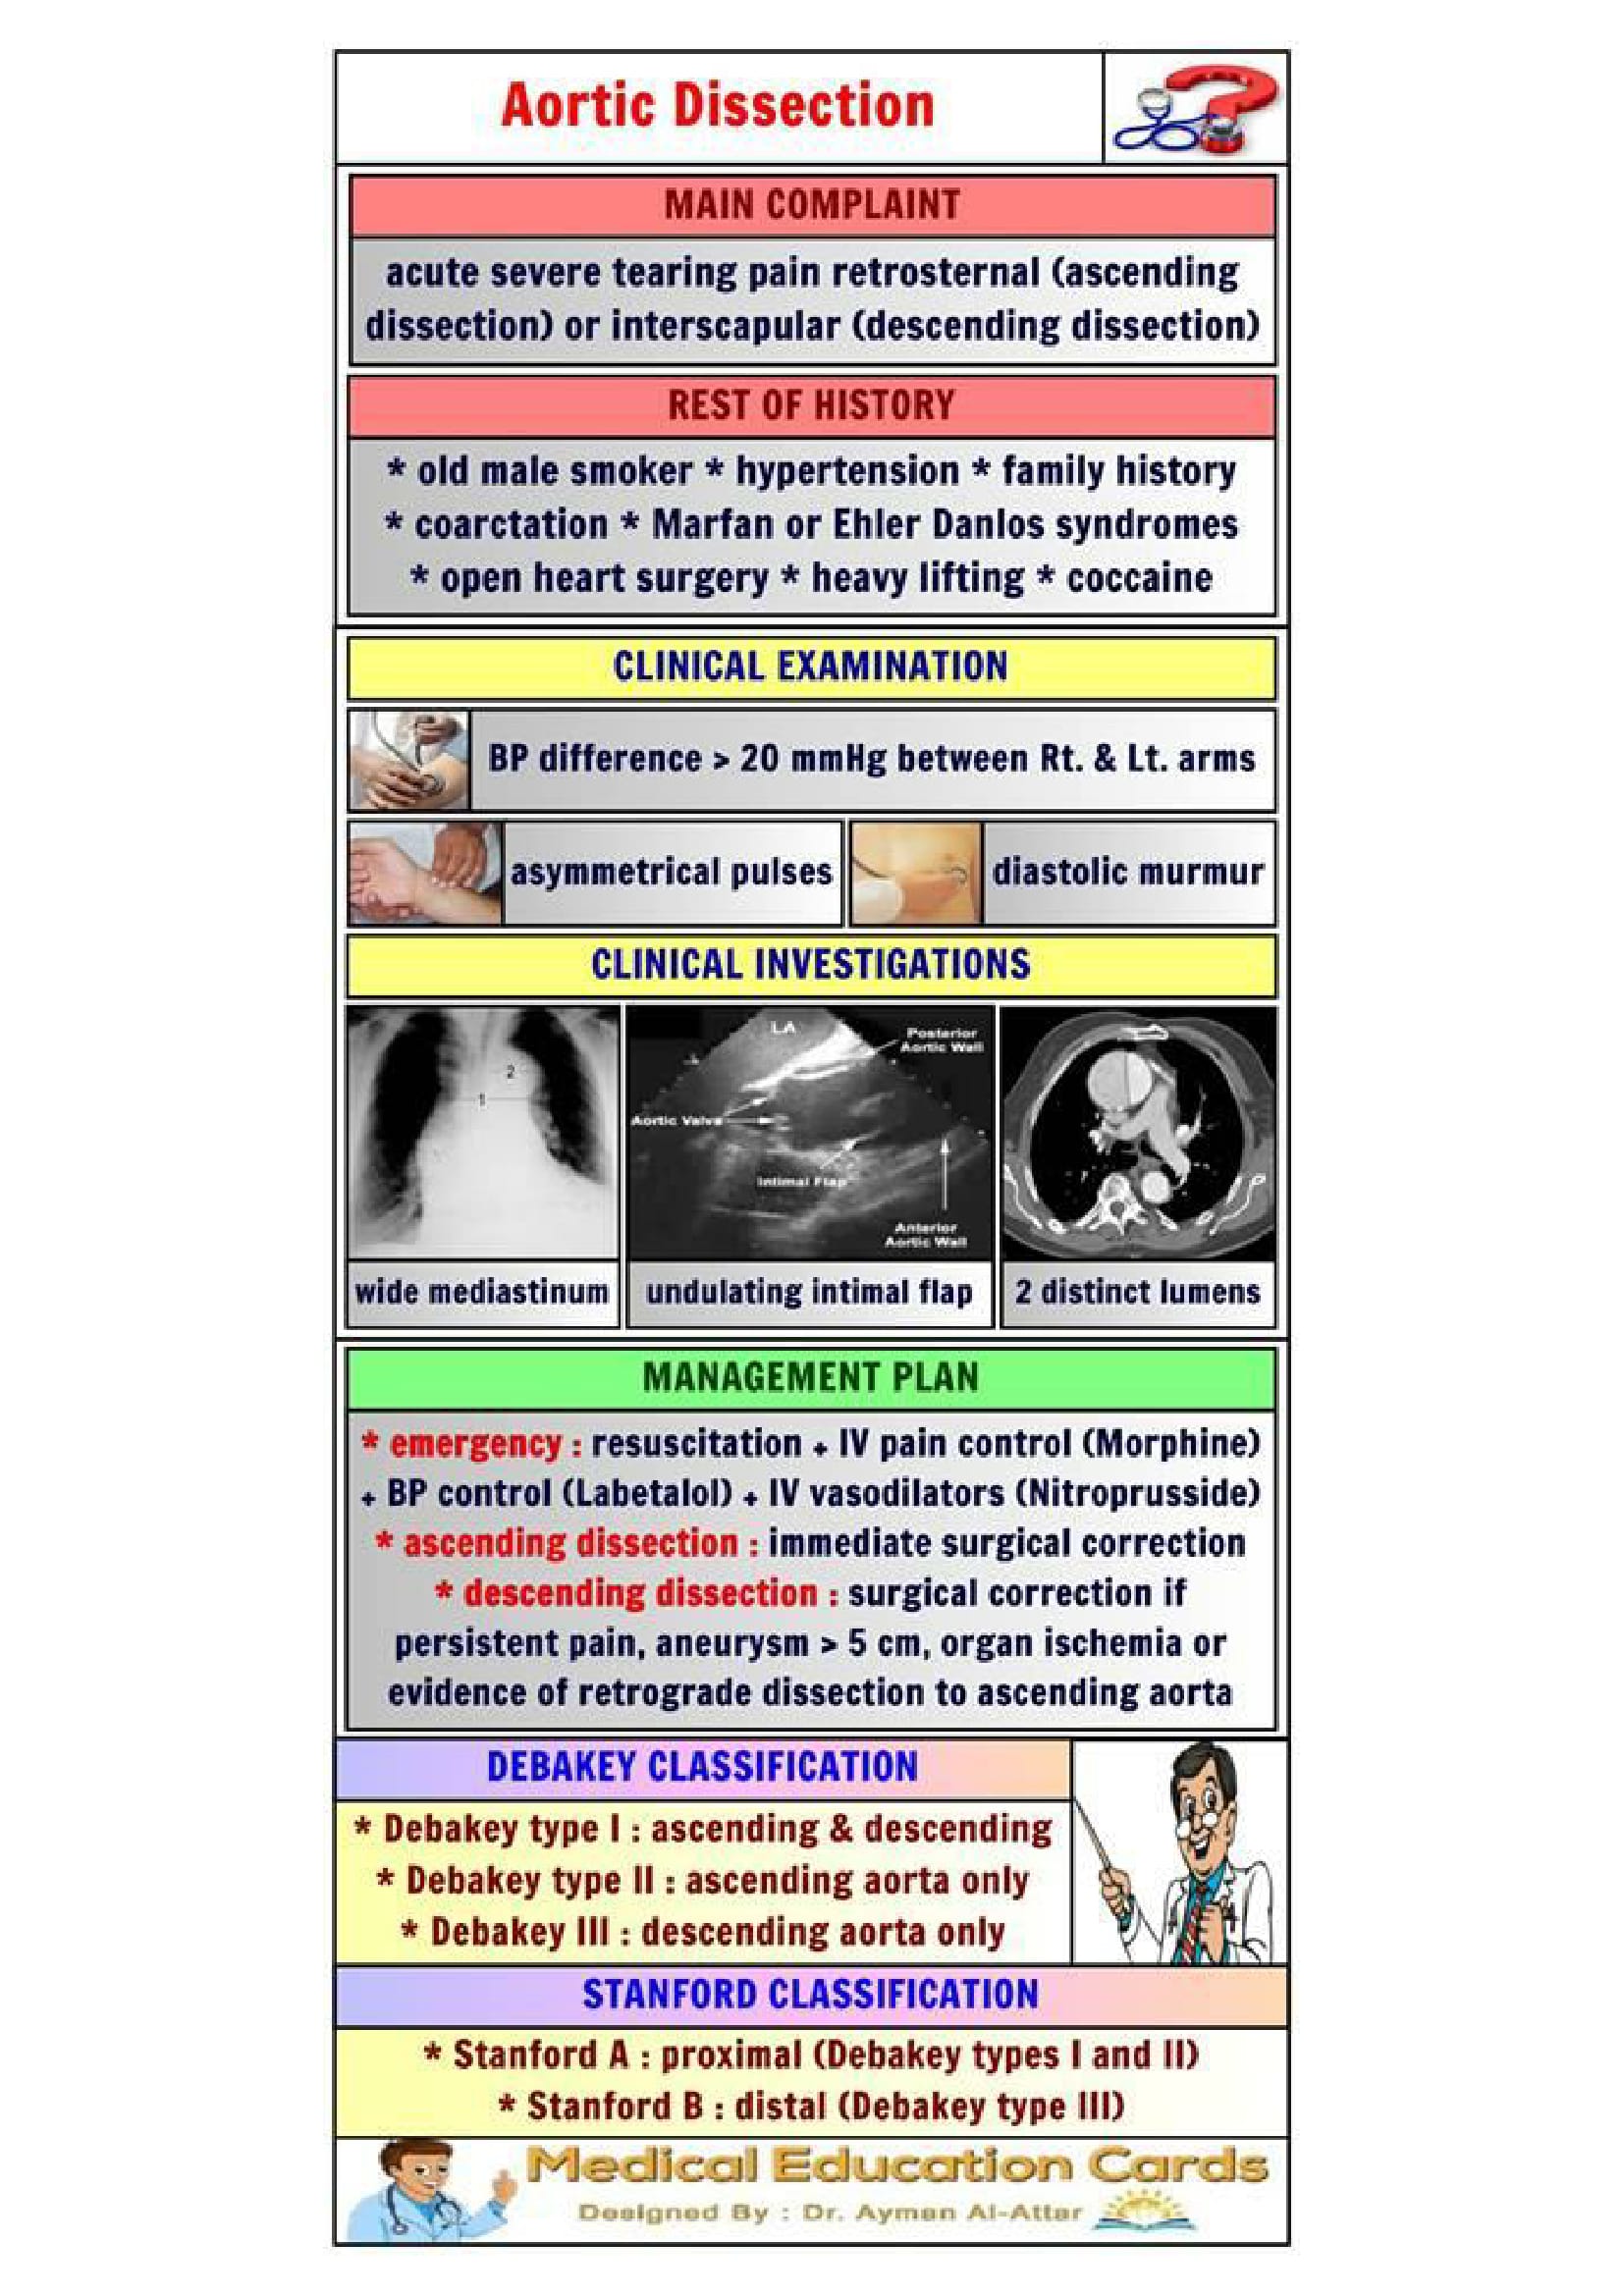 Aortic Dissection
MAIN COMPLAINT
acute severe tearing pain retrosternal (ascending
dissection) or interscapular (descending dissection)
REST OF HISTORY
* old male smoker * hypertension * family history
* coarctation * Marfan or Ehler Danlos syndromes
* open heart surgery * heavy lifting * coccaine
CLINICAL EXAMINATION
BP difference > 20 mmHg between Rt. & Lt. arms
asymmetrical pulses
diastolic murmur
CLINICAL INVESTIGATIONS
2
1
LA
Posterior
Aortic Wall
Aortic Valve
Intimal Flap
Anterior
Aortic Wall
wide mediastinum
undulating intimal flap
2 distinct lumens
MANAGEMENT PLAN
* emergency : resuscitation + IV pain control (Morphine)
+ BP control (Labetalol) + IV vasodilators (Nitroprusside)
* ascending dissection : immediate surgical correction
* descending dissection : surgical correction if
persistent pain, aneurysm > 5 cm, organ ischemia or
evidence of retrograde dissection to ascending aorta
DEBAKEY CLASSIFICATION
* Debakey type I : ascending & descending
* Debakey type II : ascending aorta only
* Debakey III : descending aorta only
STANFORD CLASSIFICATION
* Stanford A : proximal (Debakey types I and II)
* Stanford B : distal (Debakey type III)
Medical Education Cards
Designed By : Dr. Ayman Al-Attar